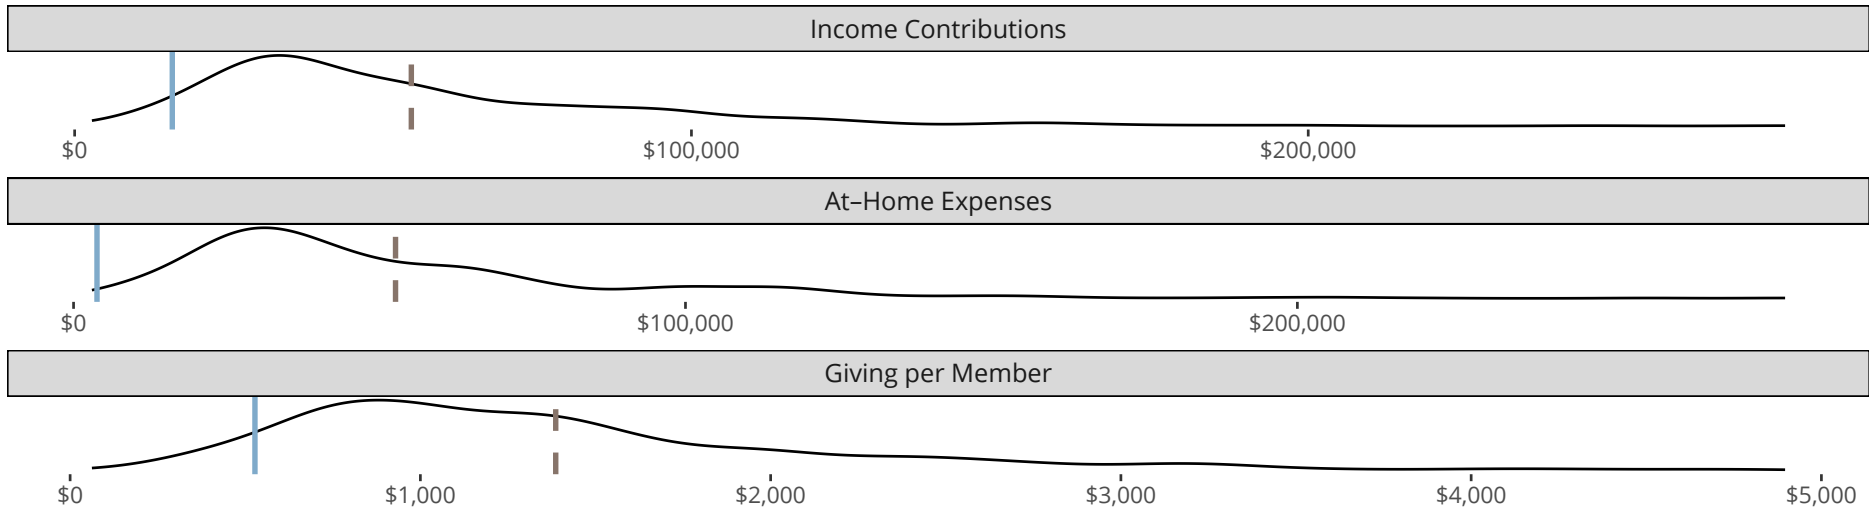 Income Contributions
$0 $100,000 $200,000
At–Home Expenses
$0 $100,000 $200,000
Giving per Member
$0 $1,000 $2,000 $3,000 $4,000 $5,000